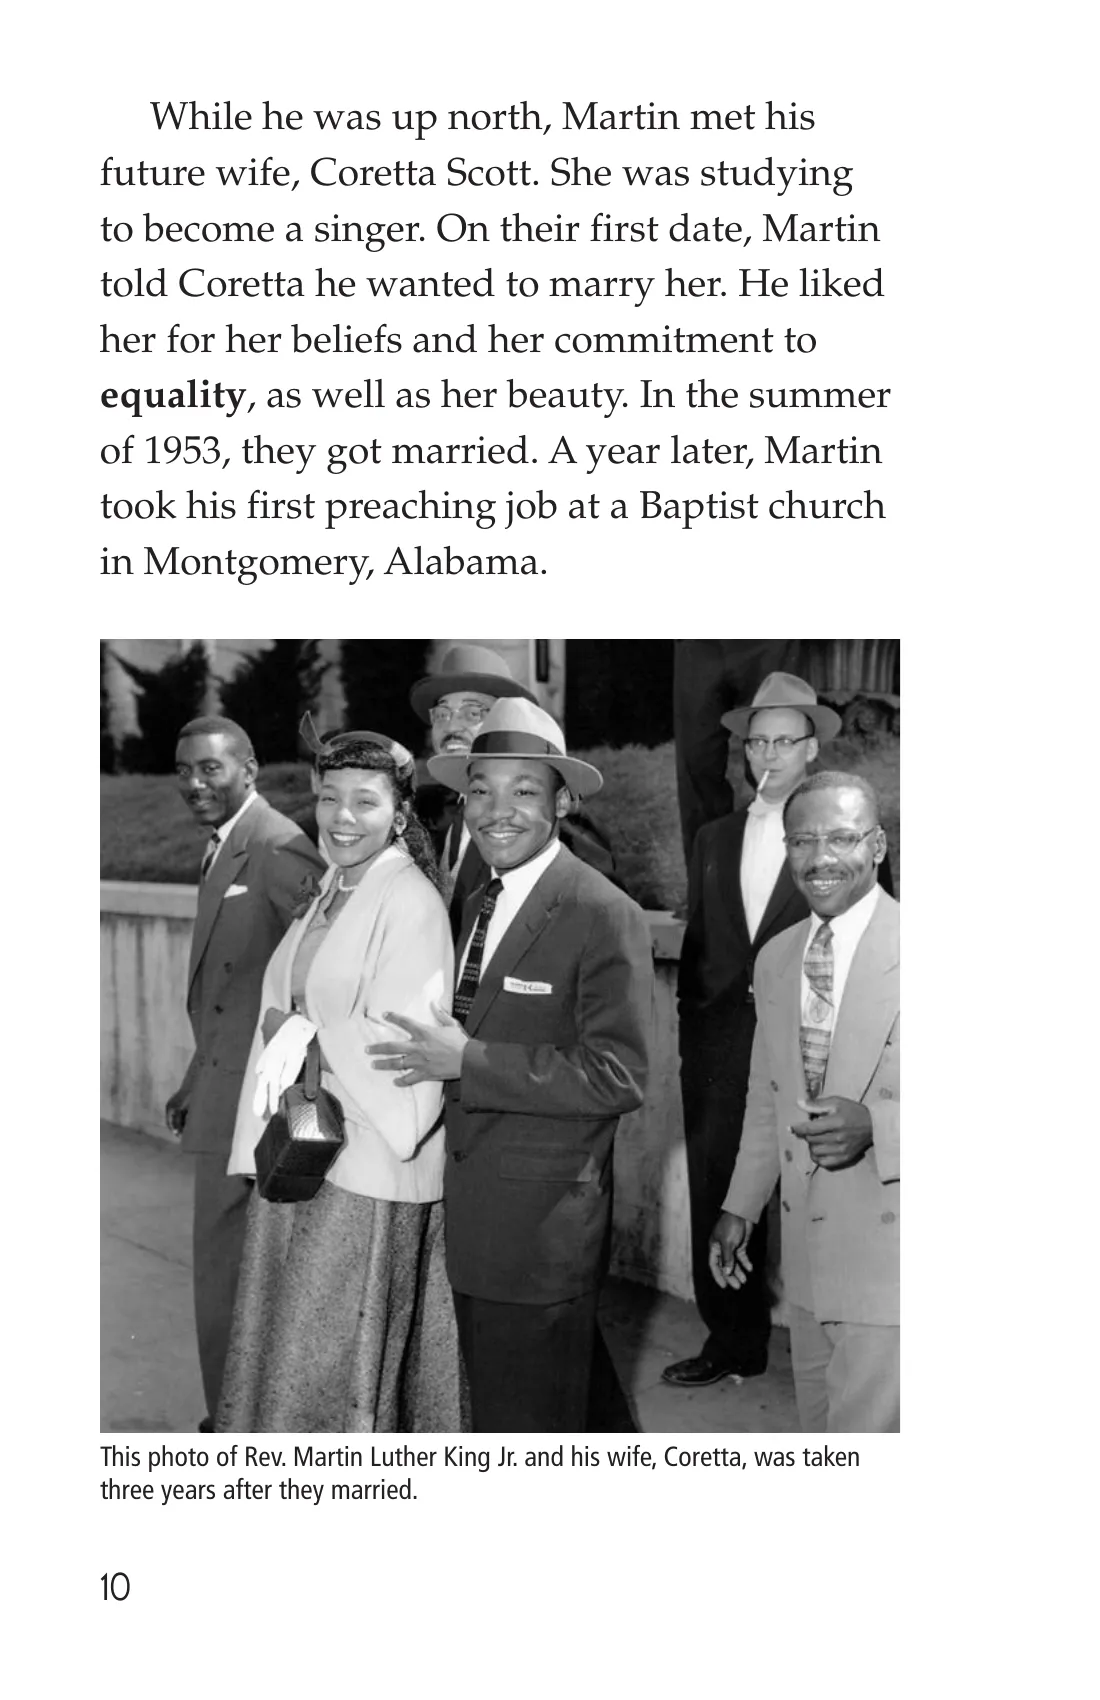 While he was up north, Martin met his
future wife, Coretta Scott. She was studying
to become a singer. On their first date, Martin
told Coretta he wanted to marry her. He liked
her for her beliefs and her commitment to
equality, as well as her beauty. In the summer
of 1953, they got married. A year later, Martin
took his first preaching job at a Baptist church
in Montgomery, Alabama.
This photo of Rev. Martin Luther King Jr. and his wife, Coretta, was taken
three years after they married.
10